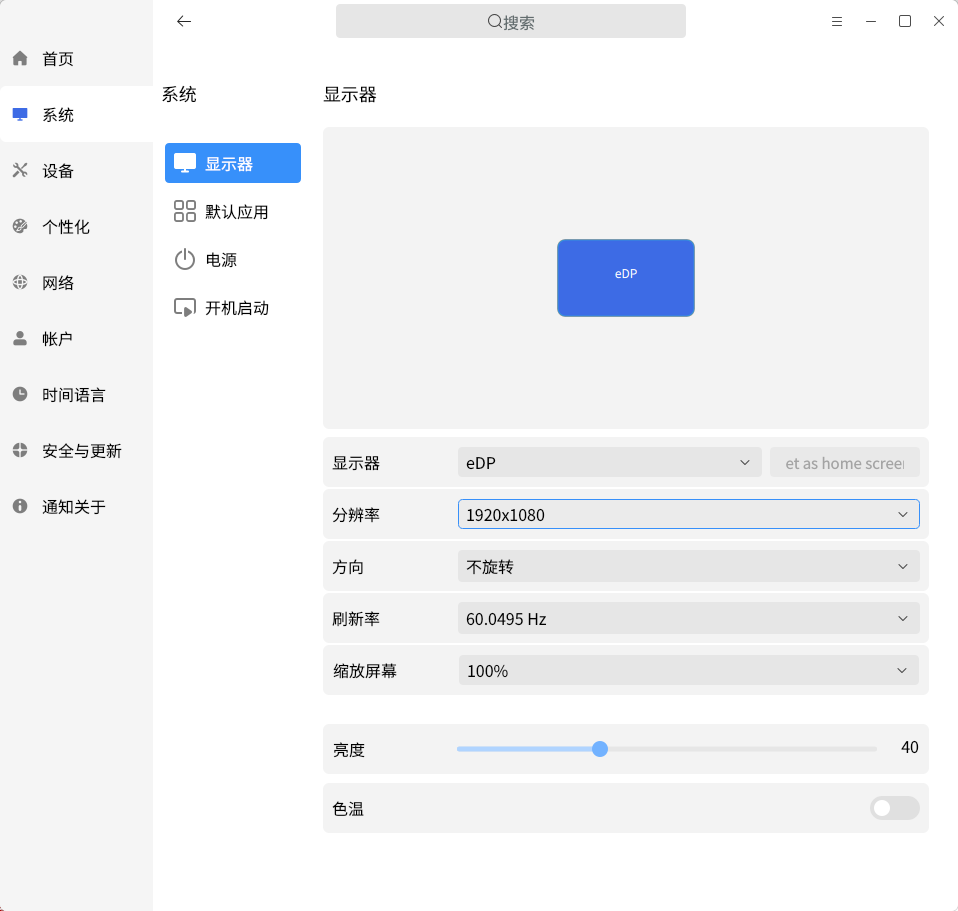 搜索
首页
系统
设备
个性化
网络
帐户
时间语言
安全与更新
通知关于
系统
显示器
默认应用
电源
开机启动
显示器
eDP
显示器 eDP et as home screer
分辨率 1920x1080
方向 不旋转
刷新率 60.0495 Hz
缩放屏幕 100%
亮度 40
色温